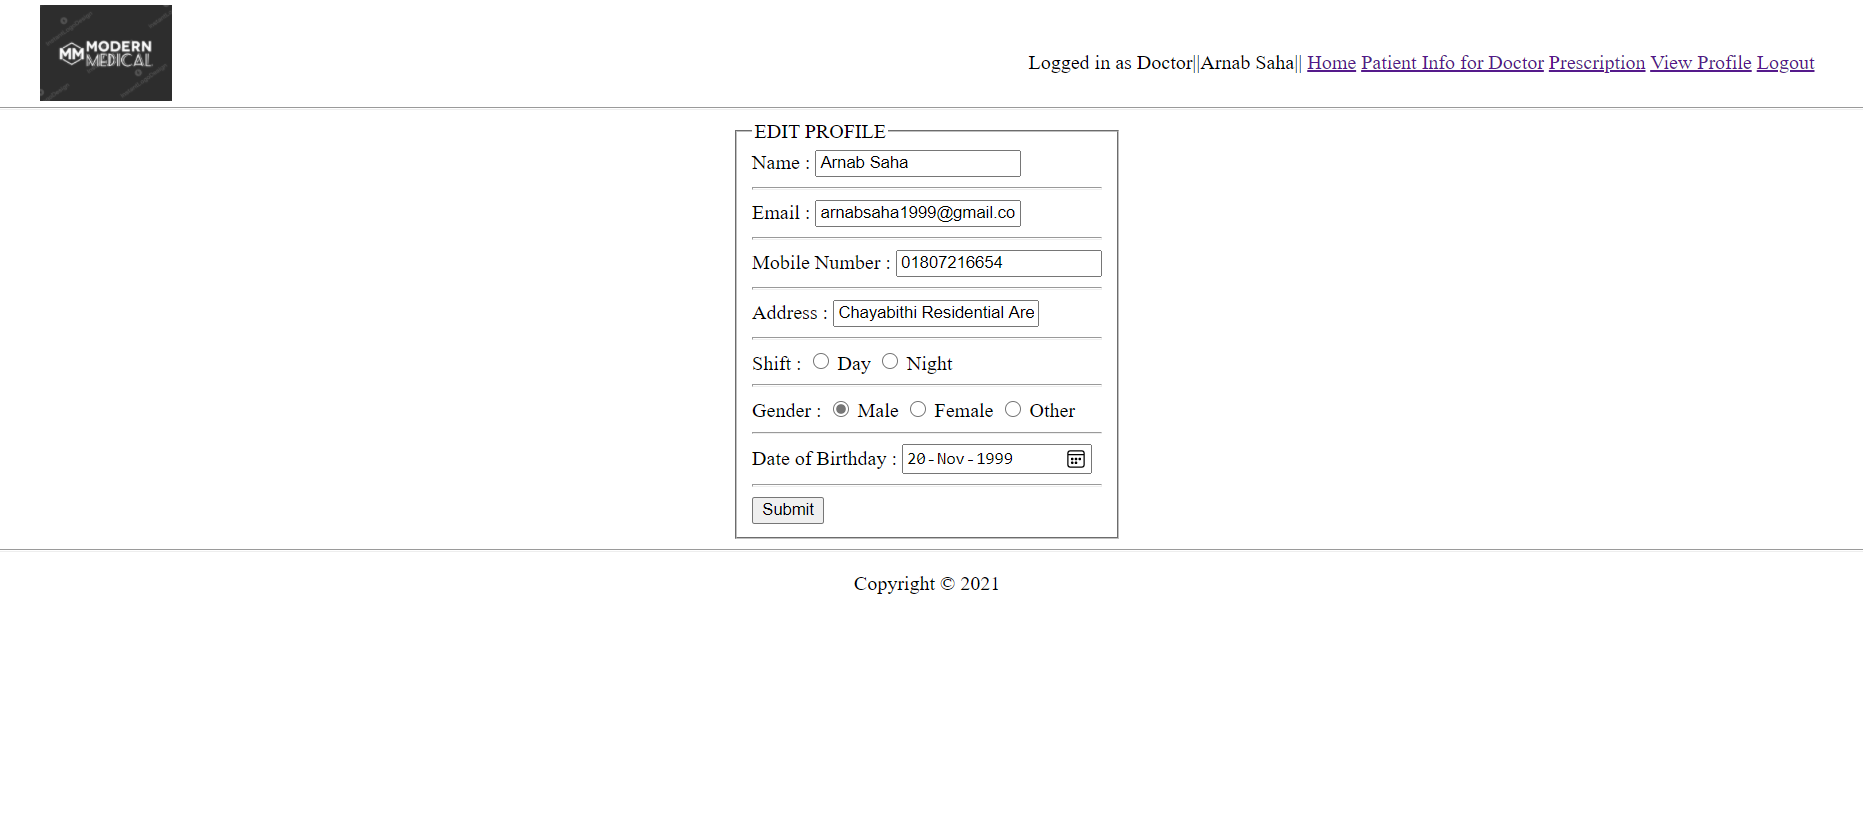 MM MODERN
MEDICAL
Logged in as Doctor||Arnab Saha|| Home Patient Info for Doctor Prescription View Profile Logout
EDIT PROFILE
Name : Arnab Saha
Email : arnabsaha1999@gmail.co
Mobile Number : 01807216654
Address : Chayabithi Residential Are
Shift : Day Night
Gender : Male Female Other
Date of Birthday : 20-Nov-1999
Submit
Copyright © 2021